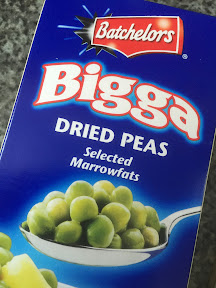 Batchelors
®
Bigga
DRIED PEAS
Selected
Marrowfats